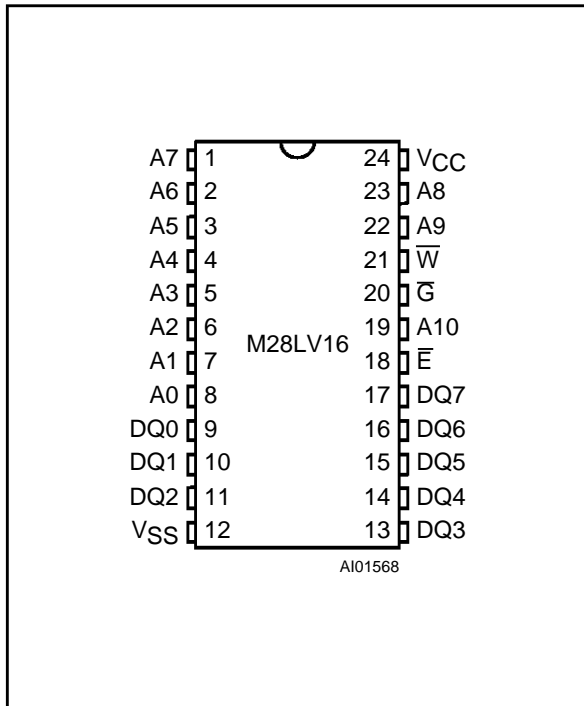 A7 1 24 VCC
A6 2 23 A8
A5 3 22 A9
A4 4 21 W̅
A3 5 20 G̅
A2 6 19 A10
M28LV16
A1 7 18 E̅
A0 8 17 DQ7
DQ0 9 16 DQ6
DQ1 10 15 DQ5
DQ2 11 14 DQ4
VSS 12 13 DQ3
AI01568